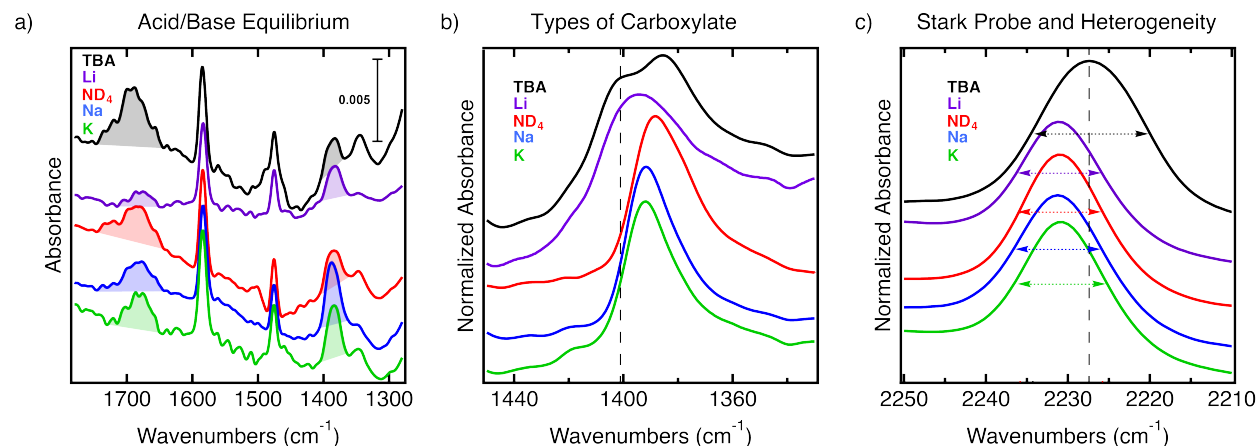 a)
Acid/Base Equilibrium
TBA
Li
ND₄
Na
K
0.005
Absorbance
1700 1600 1500 1400 1300
Wavenumbers (cm⁻¹)
b)
Types of Carboxylate
TBA
Li
ND₄
Na
K
Normalized Absorbance
1440 1400 1360
Wavenumbers (cm⁻¹)
c)
Stark Probe and Heterogeneity
TBA
Li
ND₄
Na
K
Normalized Absorbance
2250 2240 2230 2220 2210
Wavenumbers (cm⁻¹)